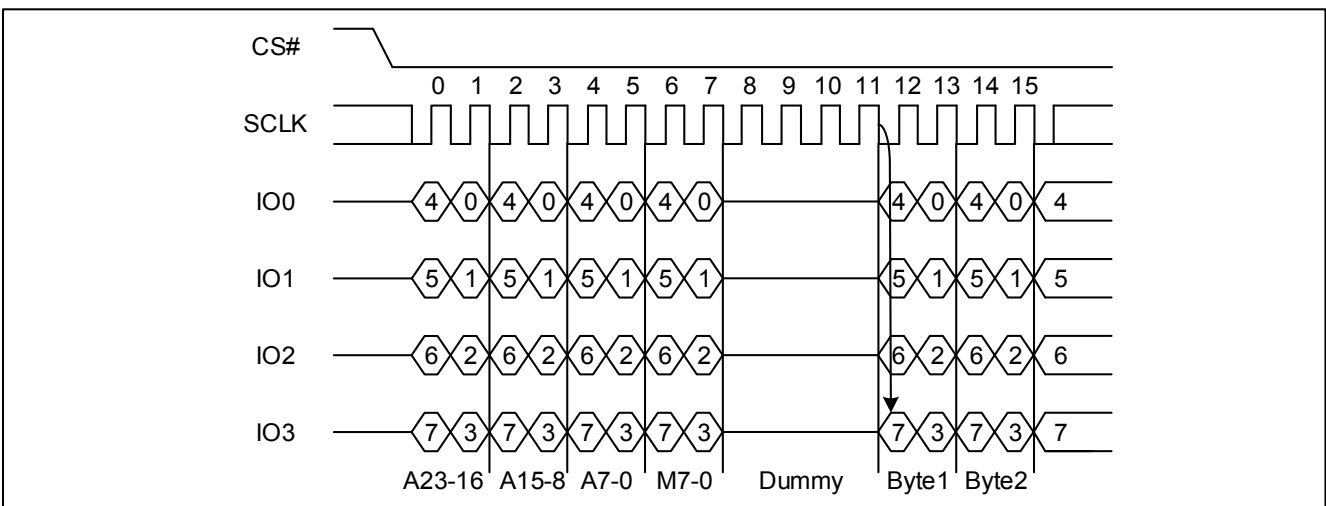 CS#
0 1 2 3 4 5 6 7 8 9 10 11 12 13 14 15
SCLK
IO0 4 0 4 0 4 0 4 0 4 0 4 0 4
IO1 5 1 5 1 5 1 5 1 5 1 5 1 5
IO2 6 2 6 2 6 2 6 2 6 2 6 2 6
IO3 7 3 7 3 7 3 7 3 7 3 7 3 7
A23-16 A15-8 A7-0 M7-0 Dummy Byte1 Byte2